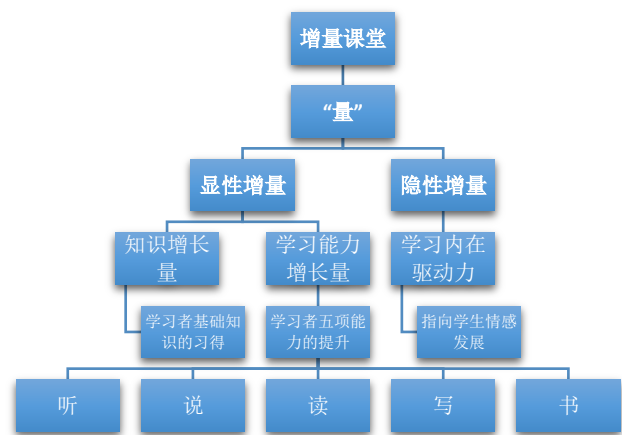 增量课堂
“量”
显性增量
隐性增量
知识增长
量
学习能力
增长量
学习内在
驱动力
学习者基础知
识的习得
学习者五项能
力的提升
指向学生情感
发展
听
说
读
写
书